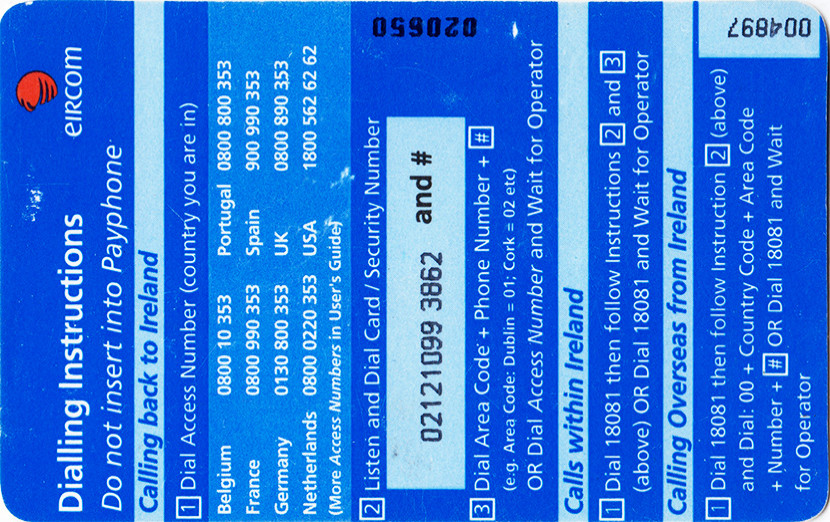 Dialling Instructions
EIRCOM
Do not insert into Payphone
Calling back to Ireland
1 Dial Access Number (country you are in)
Belgium 0800 10 353 Portugal 0800 800 353
France 0800 990 353 Spain 900 990 353
Germany 0130 800 353 UK 0800 890 353
Netherlands 0800 0220 353 USA 1800 562 62 62
(More Access Numbers in User's Guide)
020650
2 Listen and Dial Card / Security Number
02121099 3862 and #
3 Dial Area Code + Phone Number + #
(e.g. Area Code: Dublin = 01; Cork = 02 etc)
OR Dial Access Number and Wait for Operator
Calls within Ireland
1 Dial 18081 then follow Instructions 2 and 3
(above) OR Dial 18081 and Wait for Operator
Calling Overseas from Ireland
004897
1 Dial 18081 then follow Instruction 2 (above)
and Dial: 00 + Country Code + Area Code
+ Number + # OR Dial 18081 and Wait
for Operator